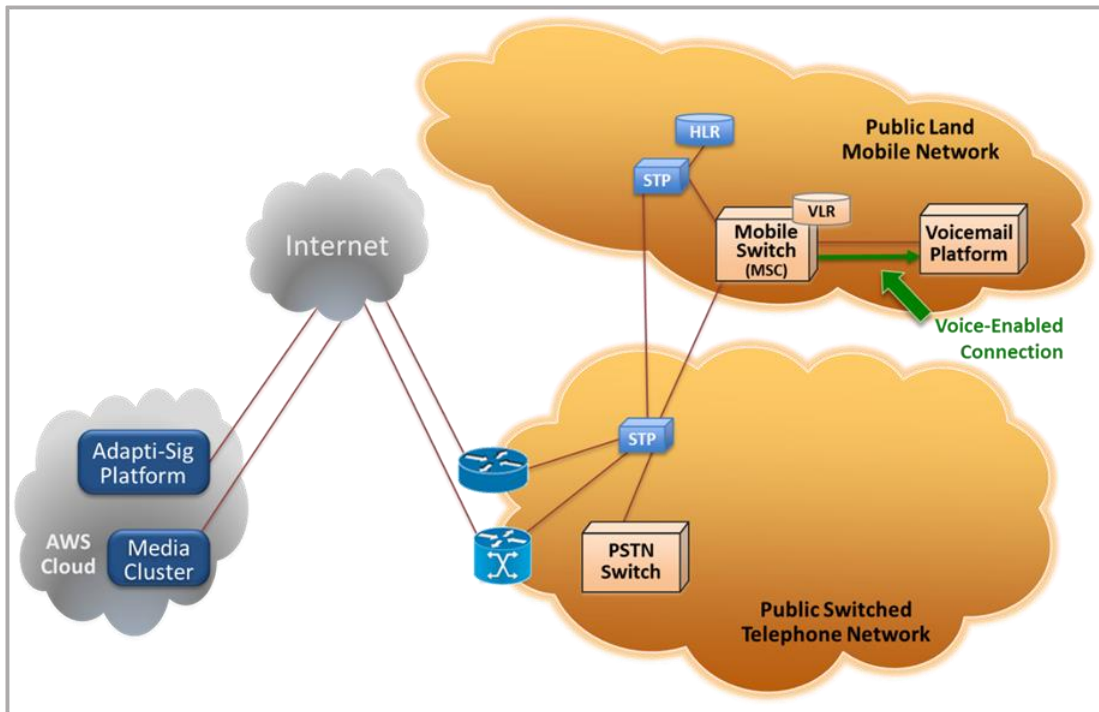 HLR
Public Land
Mobile Network
STP
VLR
Mobile
Switch
(MSC)
Voicemail
Platform
Internet
Voice-Enabled
Connection
STP
Adapti-Sig
Platform
AWS
Cloud
Media
Cluster
PSTN
Switch
Public Switched
Telephone Network